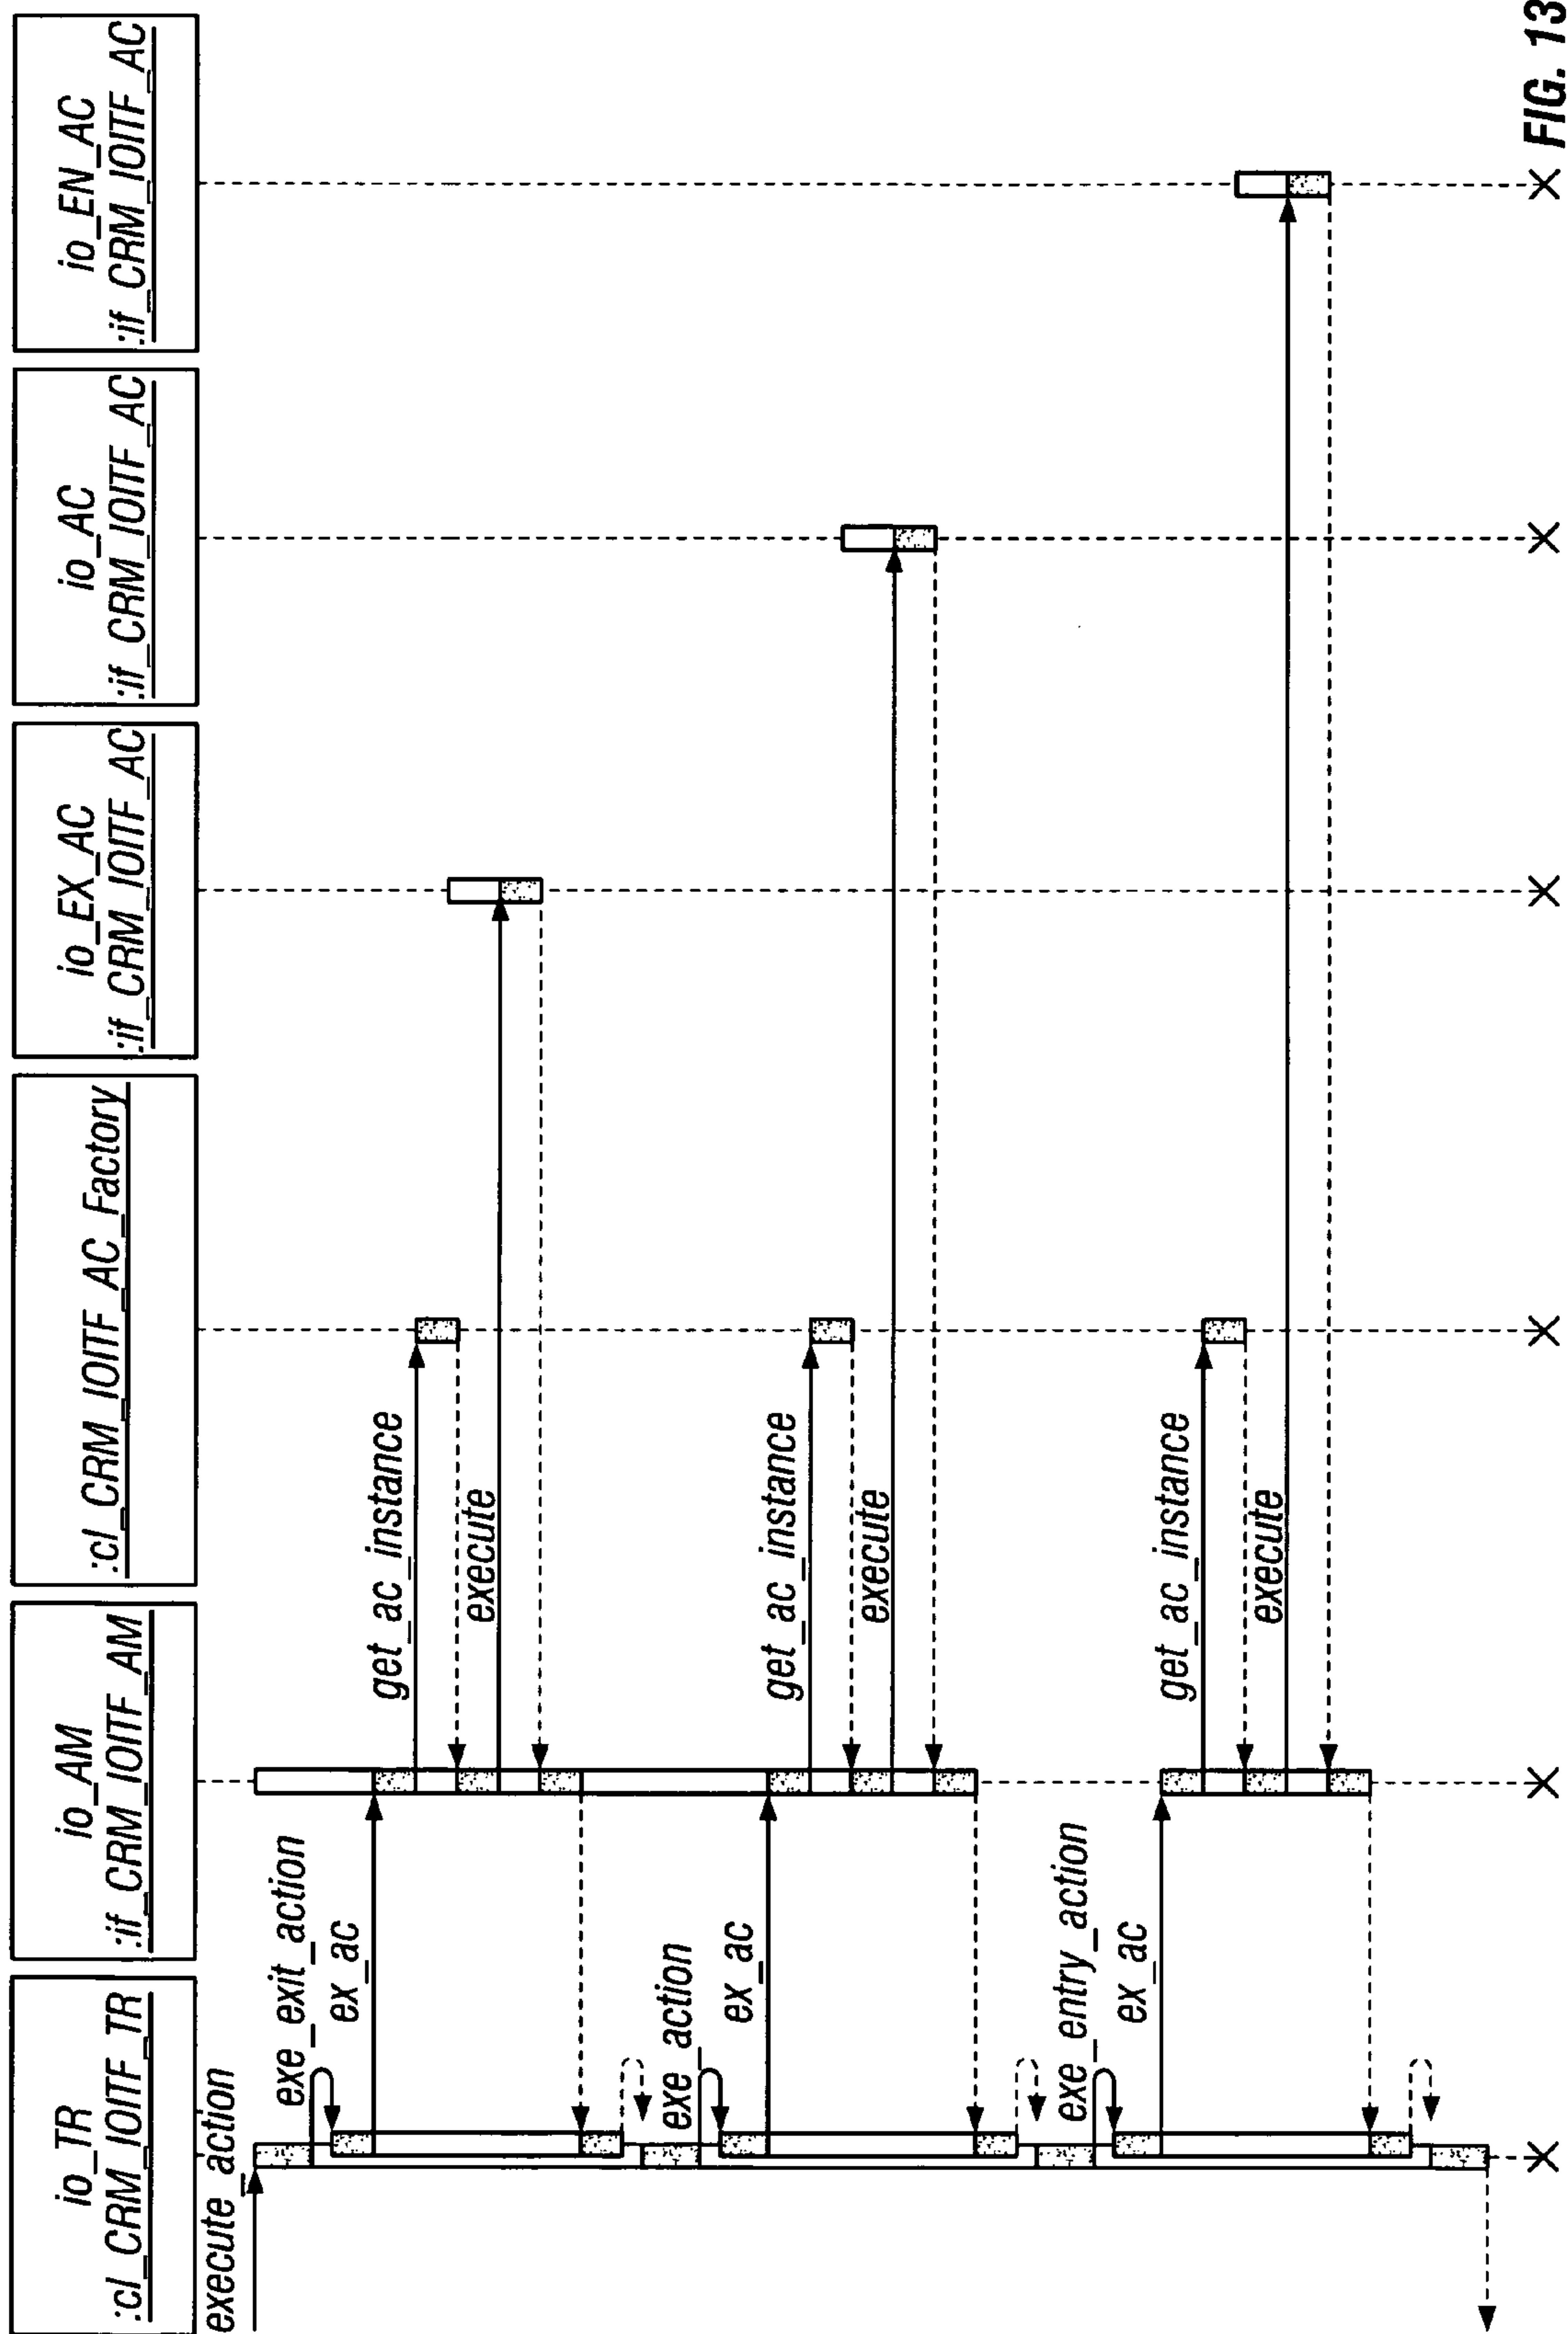 io_TR
:cl_CRM_IOITF_TR
io_AM
:if_CRM_IOITF_AM
:cl_CRM_IOITF_AC_Factory
io_EX_AC
:if_CRM_IOITF_AC
io_AC
:if_CRM_IOITF_AC
io_EN_AC
:if_CRM_IOITF_AC
execute_action
exe_exit_action
ex_ac
get_ac_instance
execute
exe_action
ex_ac
get_ac_instance
execute
exe_entry_action
ex_ac
get_ac_instance
execute
FIG. 13